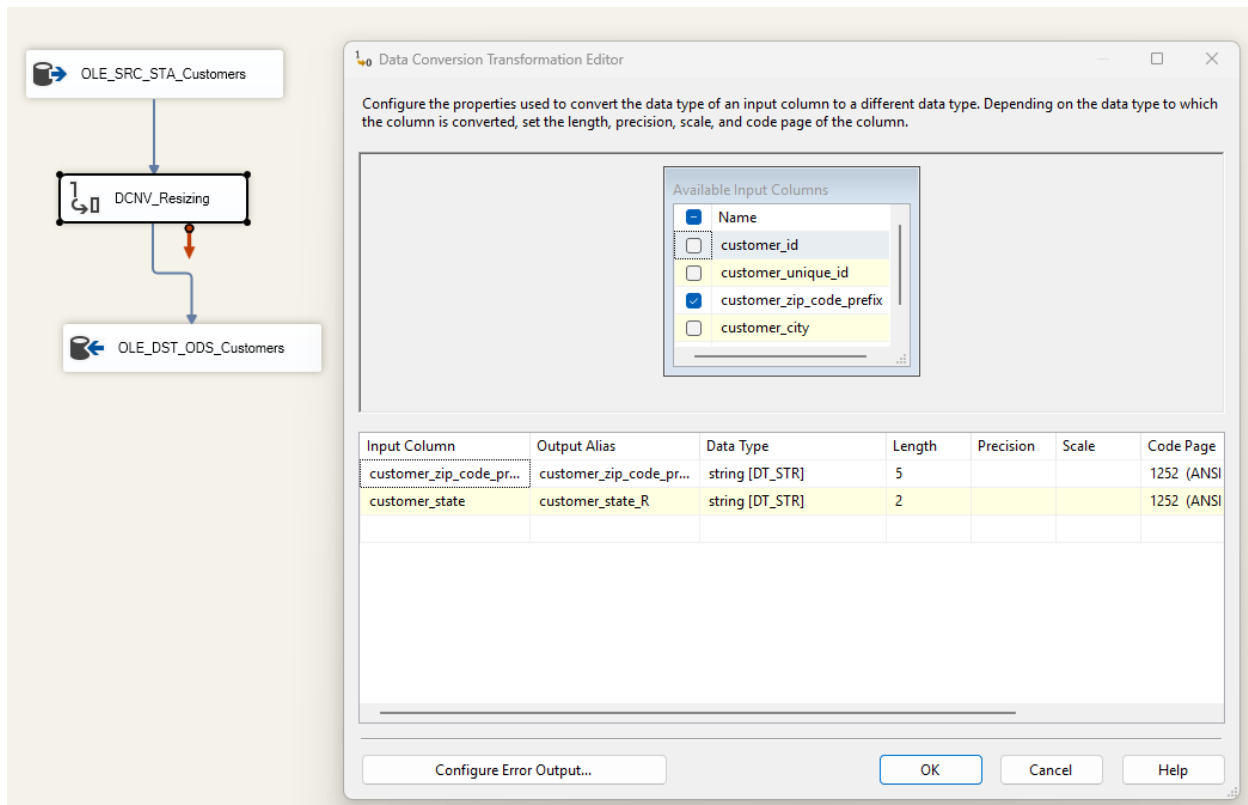 OLE_SRC_STA_Customers
DCNV_Resizing
OLE_DST_ODS_Customers
Data Conversion Transformation Editor
Configure the properties used to convert the data type of an input column to a different data type. Depending on the data type to which
the column is converted, set the length, precision, scale, and code page of the column.
Available Input Columns
Name
customer_id
customer_unique_id
customer_zip_code_prefix
customer_city
Input Column Output Alias Data Type Length Precision Scale Code Page
customer_zip_code_pr... customer_zip_code_pr... string [DT_STR] 5 1252 (ANSI
customer_state customer_state_R string [DT_STR] 2 1252 (ANSI
Configure Error Output... OK Cancel Help